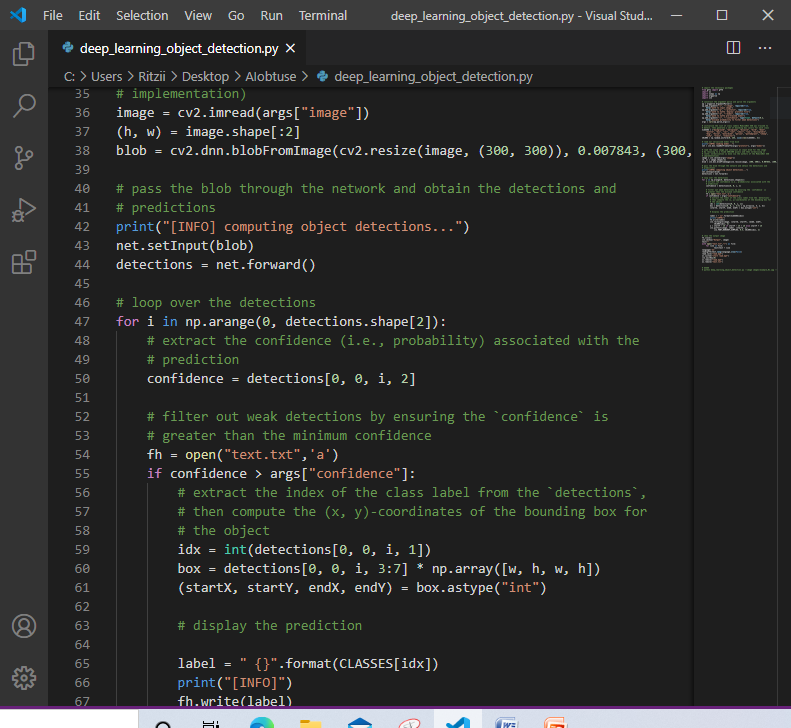 File Edit Selection View Go Run Terminal deep_learning_object_detection.py - Visual Stud...
deep_learning_object_detection.py
C: > Users > Ritzii > Desktop > AIobtuse > deep_learning_object_detection.py
35 # implementation)
36 image = cv2.imread(args["image"])
37 (h, w) = image.shape[:2]
38 blob = cv2.dnn.blobFromImage(cv2.resize(image, (300, 300)), 0.007843, (300,
39
40 # pass the blob through the network and obtain the detections and
41 # predictions
42 print("[INFO] computing object detections...")
43 net.setInput(blob)
44 detections = net.forward()
45
46 # loop over the detections
47 for i in np.arange(0, detections.shape[2]):
48 # extract the confidence (i.e., probability) associated with the
49 # prediction
50 confidence = detections[0, 0, i, 2]
51
52 # filter out weak detections by ensuring the `confidence` is
53 # greater than the minimum confidence
54 fh = open("text.txt",'a')
55 if confidence > args["confidence"]:
56 # extract the index of the class label from the `detections`,
57 # then compute the (x, y)-coordinates of the bounding box for
58 # the object
59 idx = int(detections[0, 0, i, 1])
60 box = detections[0, 0, i, 3:7] * np.array([w, h, w, h])
61 (startX, startY, endX, endY) = box.astype("int")
62
63 # display the prediction
64
65 label = " {}".format(CLASSES[idx])
66 print("[INFO]")
67 fh.write(label)